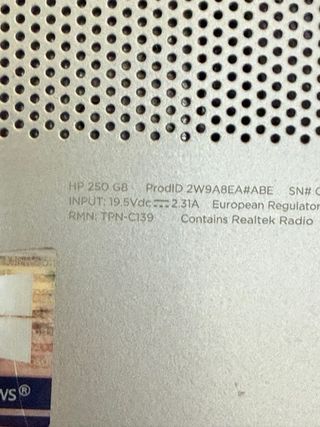 HP 250 G8 ProdID 2W9A8EA#ABE SN#
INPUT: 19.5Vdc ⎓ 2.31A European Regulator
RMN: TPN-C139 Contains Realtek Radio
WS®